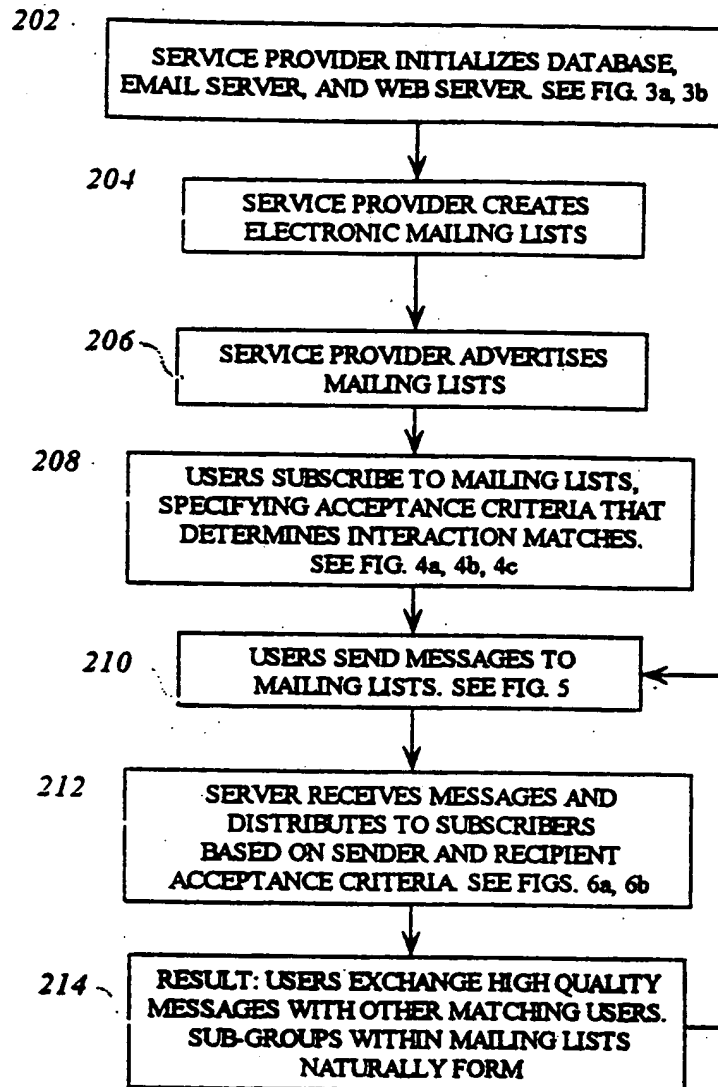 202
SERVICE PROVIDER INITIALIZES DATABASE,
EMAIL SERVER, AND WEB SERVER. SEE FIG. 3a, 3b
204
SERVICE PROVIDER CREATES
ELECTRONIC MAILING LISTS
206
SERVICE PROVIDER ADVERTISES
MAILING LISTS
208
USERS SUBSCRIBE TO MAILING LISTS,
SPECIFYING ACCEPTANCE CRITERIA THAT
DETERMINES INTERACTION MATCHES.
SEE FIG. 4a, 4b, 4c
210
USERS SEND MESSAGES TO
MAILING LISTS. SEE FIG. 5
212
SERVER RECEIVES MESSAGES AND
DISTRIBUTES TO SUBSCRIBERS
BASED ON SENDER AND RECIPIENT
ACCEPTANCE CRITERIA. SEE FIGS. 6a, 6b
214
RESULT: USERS EXCHANGE HIGH QUALITY
MESSAGES WITH OTHER MATCHING USERS.
SUB-GROUPS WITHIN MAILING LISTS
NATURALLY FORM